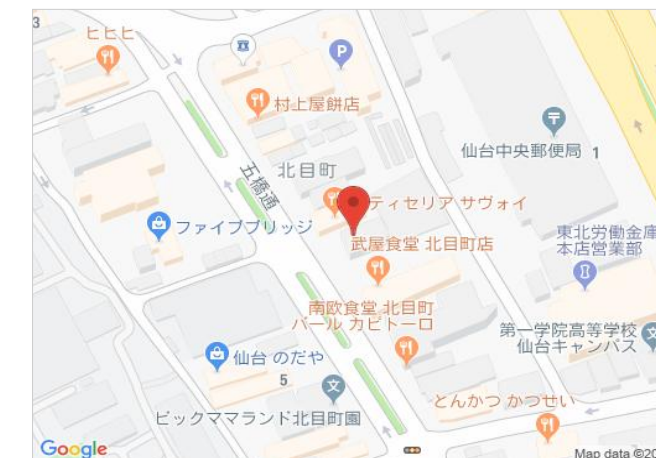 3
ヒヒヒ
P
村上屋餅店
仙台中央郵便局 1
北目町
五橋通
ティセリア サヴォイ
ファイブブリッジ
武屋食堂 北目町店
東北労働金庫
本店営業部
南欧食堂 北目町
バール カピトーロ
第一学院高等学校
仙台キャンパス
仙台 のだや
5
文
文
ビックママランド北目町園
とんかつ かつせい
Google
Map data ©20